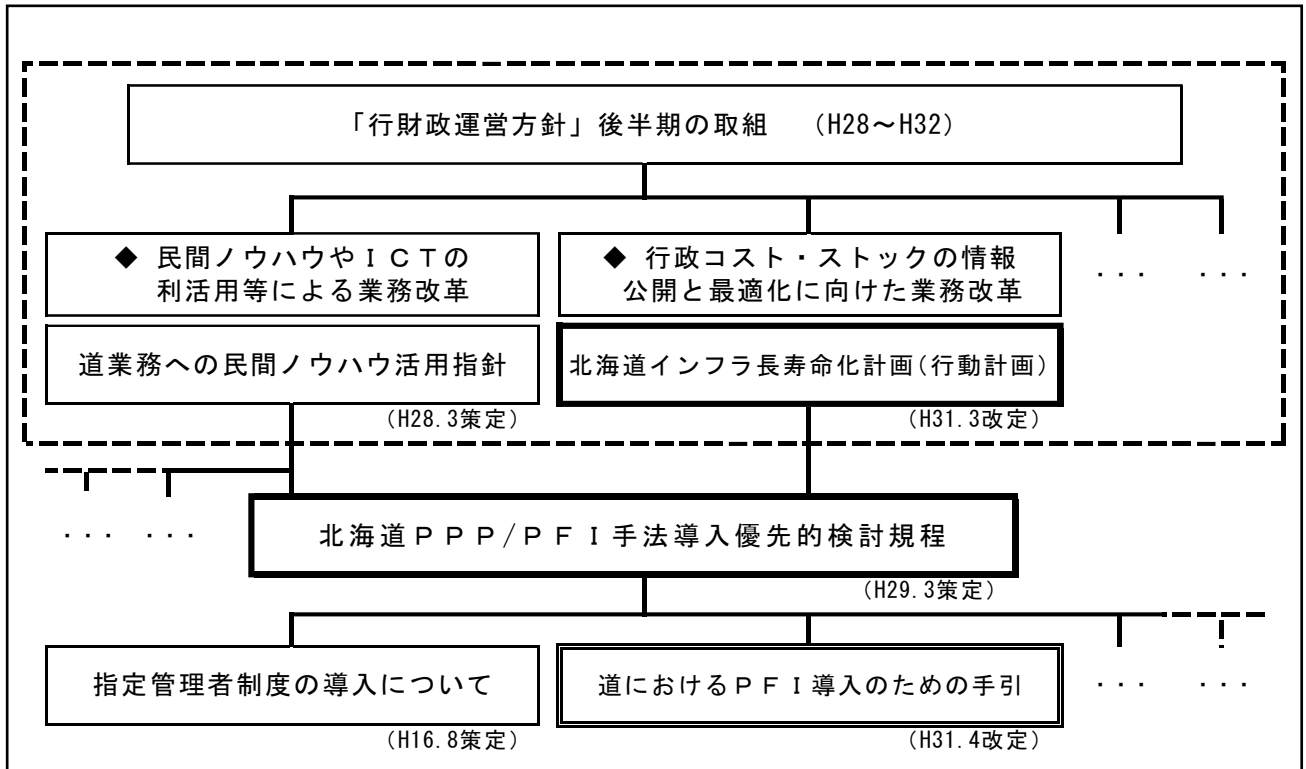 「行財政運営方針」後半期の取組 (H28～H32)
◆ 民間ノウハウやＩＣＴの
利活用等による業務改革
◆ 行政コスト・ストックの情報
公開と最適化に向けた業務改革
・・・ ・・・
道業務への民間ノウハウ活用指針
(H28.3策定)
北海道インフラ長寿命化計画(行動計画)
(H31.3改定)
・・・ ・・・
北海道ＰＰＰ/ＰＦＩ手法導入優先的検討規程
(H29.3策定)
指定管理者制度の導入について
(H16.8策定)
道におけるＰＦＩ導入のための手引
(H31.4改定)
・・・ ・・・